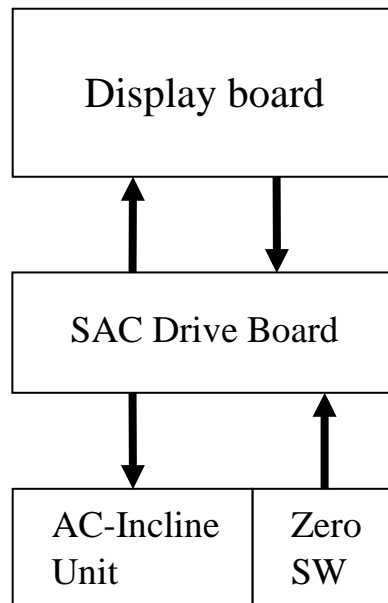 Display board
SAC Drive Board
AC-Incline
Unit
Zero
SW